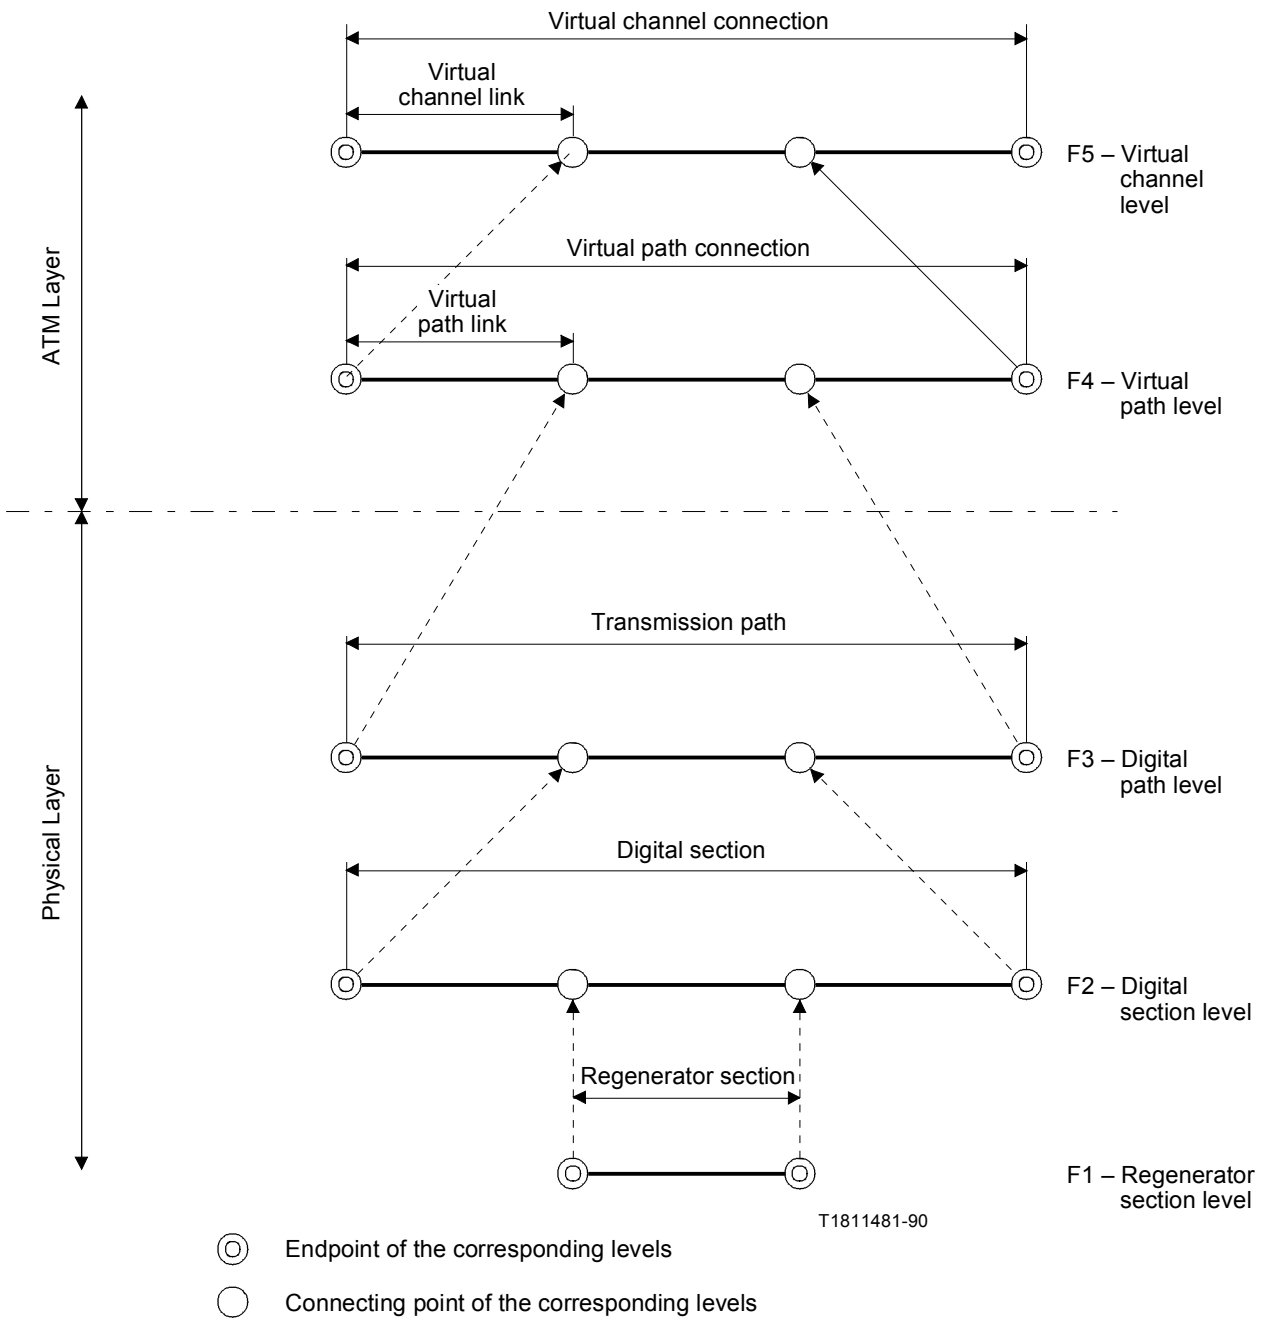 Virtual channel connection
Virtual
channel link
F5 – Virtual
channel
level
Virtual path connection
ATM Layer
Virtual
path link
F4 – Virtual
path level
Transmission path
F3 – Digital
path level
Physical Layer
Digital section
F2 – Digital
section level
Regenerator section
F1 – Regenerator
section level
T1811481-90
Endpoint of the corresponding levels
Connecting point of the corresponding levels